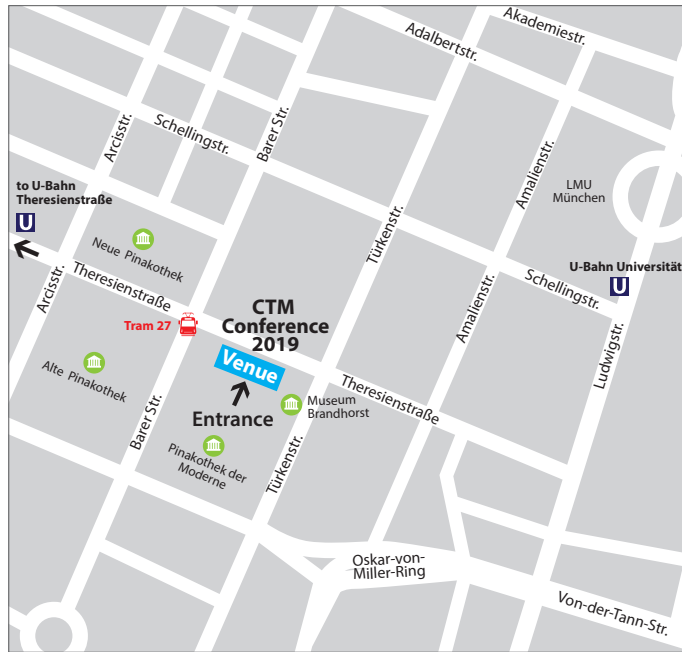 Akademiestr.
Adalbertstr.
Arcisstr.
Schellingstr.
Barer Str.
to U-Bahn
Theresienstraße
U
Neue Pinakothek
Türkenstr.
Amalienstr.
LMU
München
U-Bahn Universität
U
Arcisstr.
Theresienstraße
Tram 27
CTM
Conference
2019
Venue
Entrance
Amalienstr.
Schellingstr.
Ludwigstr.
Alte Pinakothek
Barer Str.
Museum
Brandhorst
Theresienstraße
Pinakothek der
Moderne
Türkenstr.
Oskar-von-
Miller-Ring
Von-der-Tann-Str.